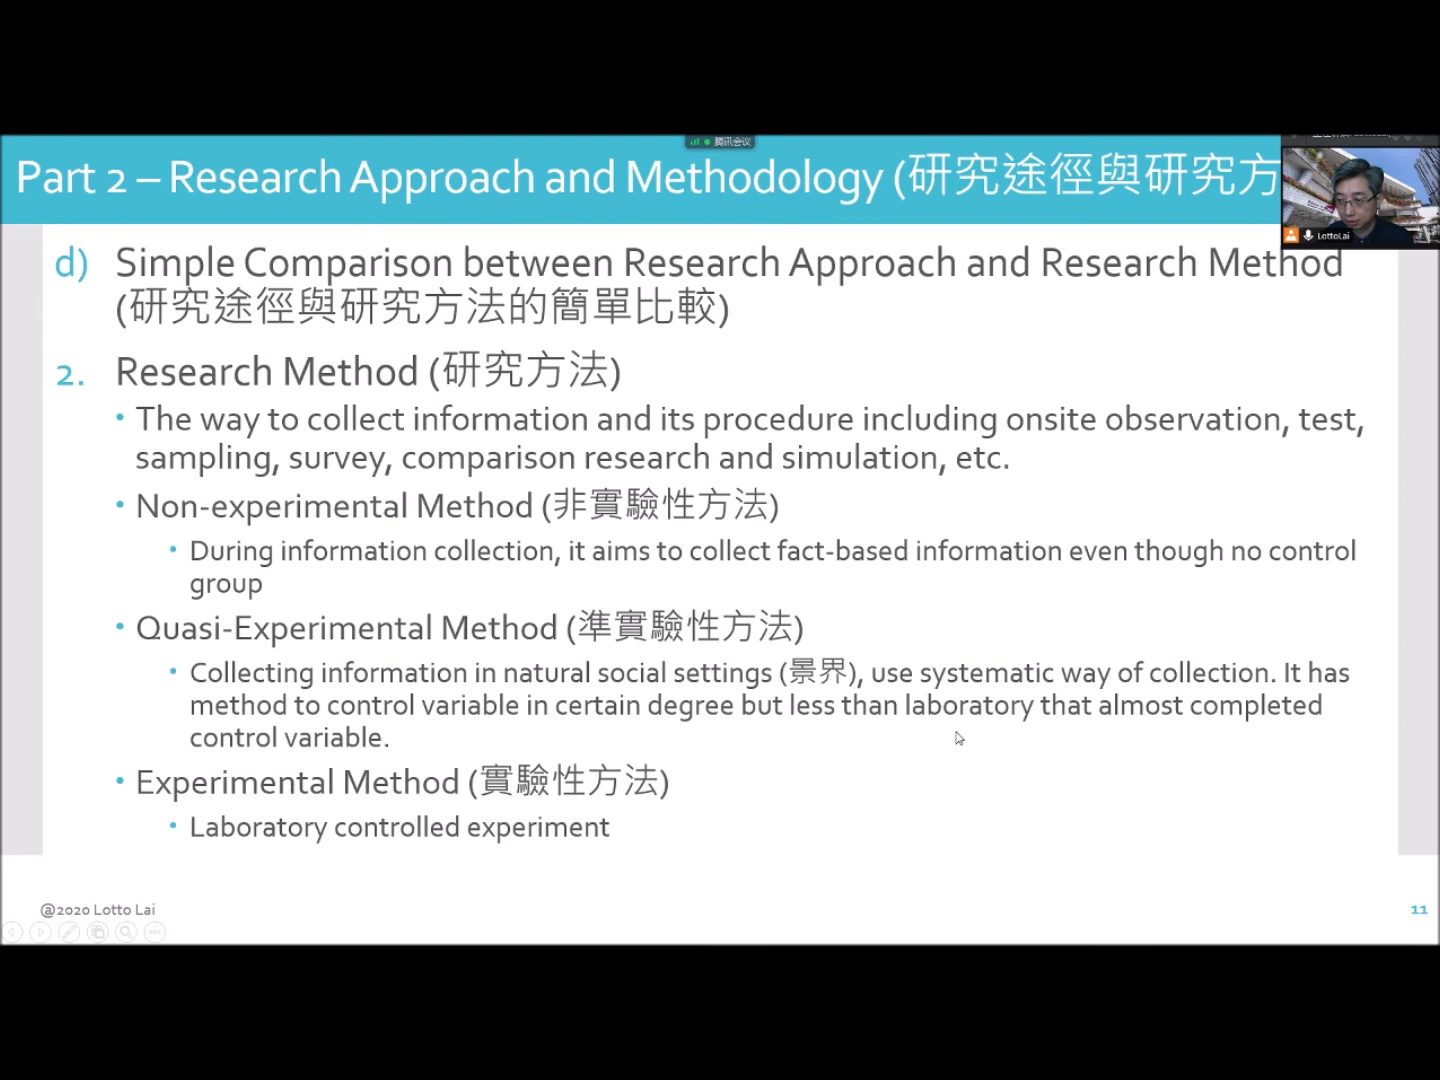 腾讯会议
Part 2 – Research Approach and Methodology (研究途徑與研究方
LottoLai
d) Simple Comparison between Research Approach and Research Method
(研究途徑與研究方法的簡單比較)
2. Research Method (研究方法)
• The way to collect information and its procedure including onsite observation, test,
sampling, survey, comparison research and simulation, etc.
• Non-experimental Method (非實驗性方法)
• During information collection, it aims to collect fact-based information even though no control
group
• Quasi-Experimental Method (準實驗性方法)
• Collecting information in natural social settings (景界), use systematic way of collection. It has
method to control variable in certain degree but less than laboratory that almost completed
control variable.
• Experimental Method (實驗性方法)
• Laboratory controlled experiment
@2020 Lotto Lai
11